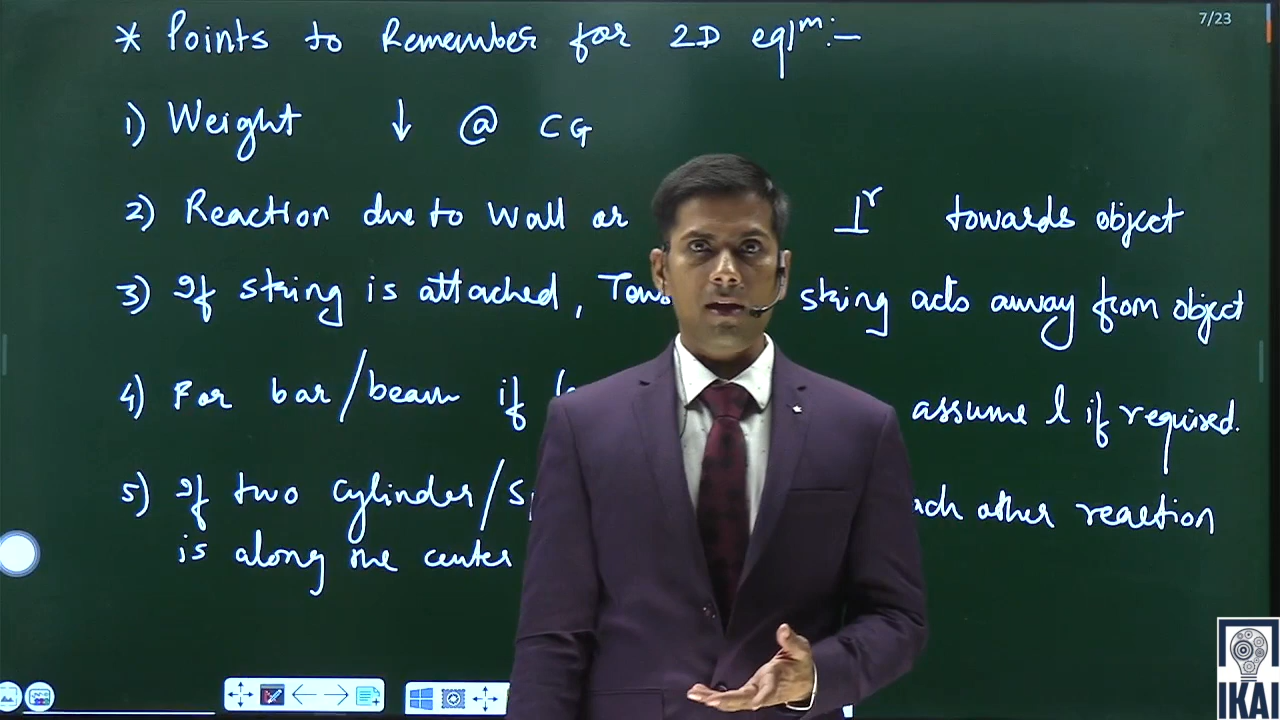 7/23
* Points to Remember for 2D eqlᵐ:-
1) Weight ↓ @ CG
2) Reaction due to wall or ⊥ʳ towards object
3) If string is attached, string acts away from object
4) For bar/beam if assume l if required.
5) If two cylinder/ other reaction
is along the center
IKAI